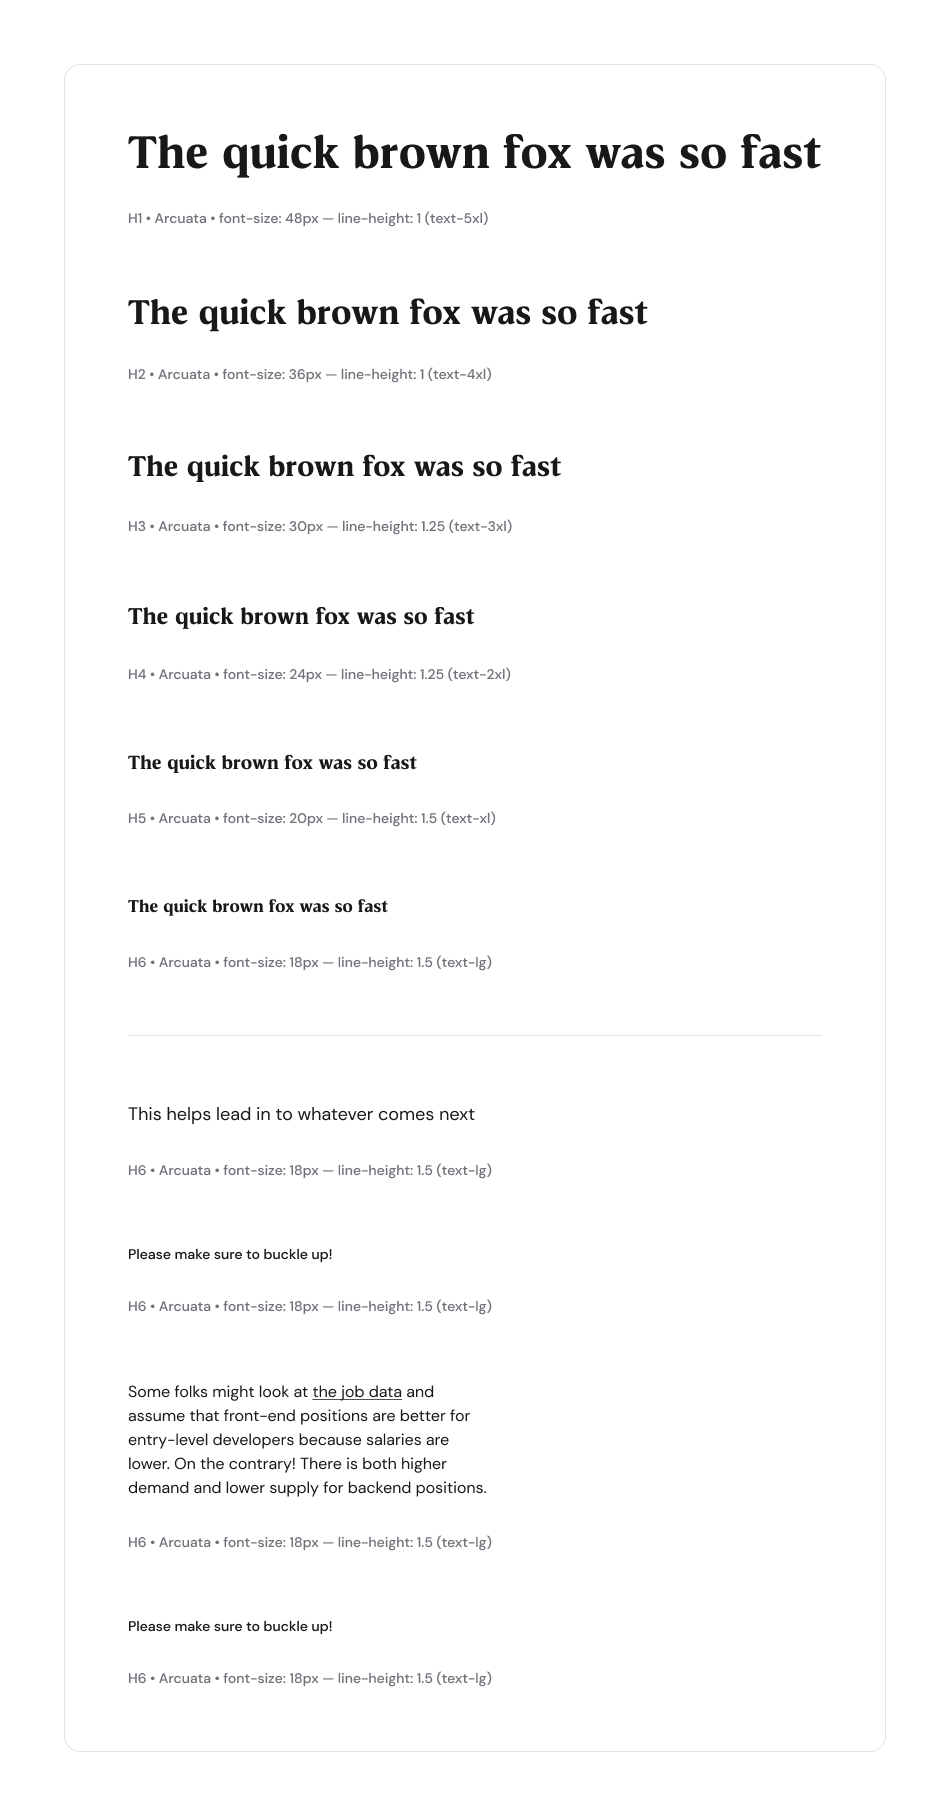 The quick brown fox was so fast
H1 • Arcuata • font-size: 48px — line-height: 1 (text-5xl)
The quick brown fox was so fast
H2 • Arcuata • font-size: 36px — line-height: 1 (text-4xl)
The quick brown fox was so fast
H3 • Arcuata • font-size: 30px — line-height: 1.25 (text-3xl)
The quick brown fox was so fast
H4 • Arcuata • font-size: 24px — line-height: 1.25 (text-2xl)
The quick brown fox was so fast
H5 • Arcuata • font-size: 20px — line-height: 1.5 (text-xl)
The quick brown fox was so fast
H6 • Arcuata • font-size: 18px — line-height: 1.5 (text-lg)
This helps lead in to whatever comes next
H6 • Arcuata • font-size: 18px — line-height: 1.5 (text-lg)
Please make sure to buckle up!
H6 • Arcuata • font-size: 18px — line-height: 1.5 (text-lg)
Some folks might look at the job data and
assume that front-end positions are better for
entry-level developers because salaries are
lower. On the contrary! There is both higher
demand and lower supply for backend positions.
H6 • Arcuata • font-size: 18px — line-height: 1.5 (text-lg)
Please make sure to buckle up!
H6 • Arcuata • font-size: 18px — line-height: 1.5 (text-lg)